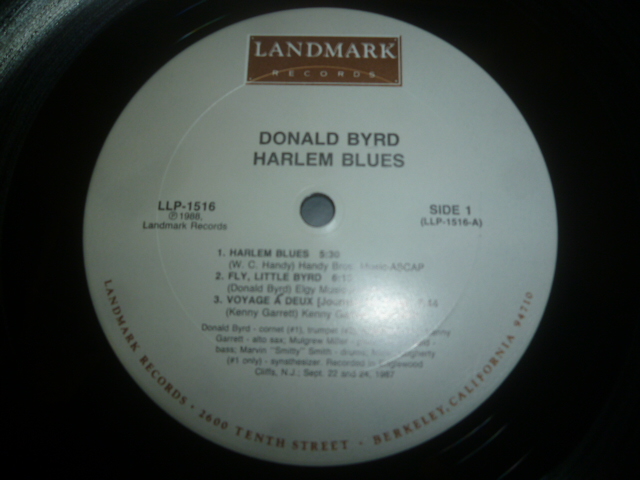 LANDMARK
RECORDS
DONALD BYRD
HARLEM BLUES
LLP-1516
℗1988,
Landmark Records
SIDE 1
(LLP-1516-A)
1. HARLEM BLUES 5:30
(W. C. Handy) Handy Bros. Music-ASCAP
2. FLY, LITTLE BYRD 6:
(Donald Byrd) Elgy Music
3. VOYAGE À DEUX
(Kenny Garrett) Kenny
Donald Byrd - cornet (#1), trumpet
Garrett - alto sax; Mulgrew Miller -
bass; Marvin "Smitty" Smith - drums;
(#1 only) - synthesizer. Recorded in Englewood
Cliffs, N.J., Sept. 22 and 24, 1987
LANDMARK RECORDS • 2600 TENTH STREET • BERKELEY, CALIFORNIA 94710